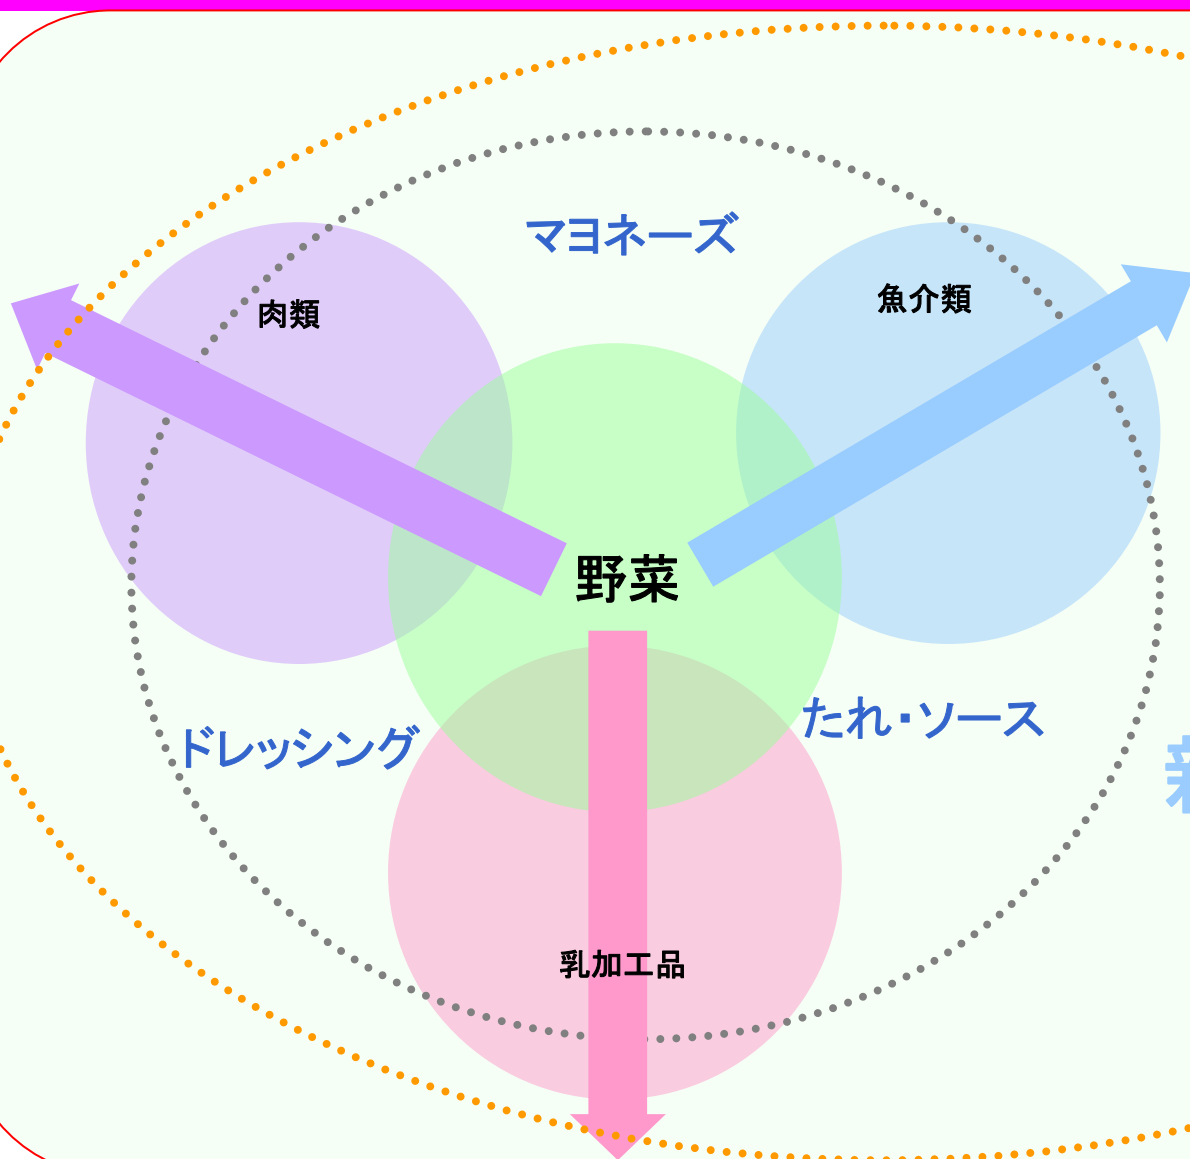 マヨネーズ
肉類
魚介類
野菜
ドレッシング
たれ・ソース
乳加工品